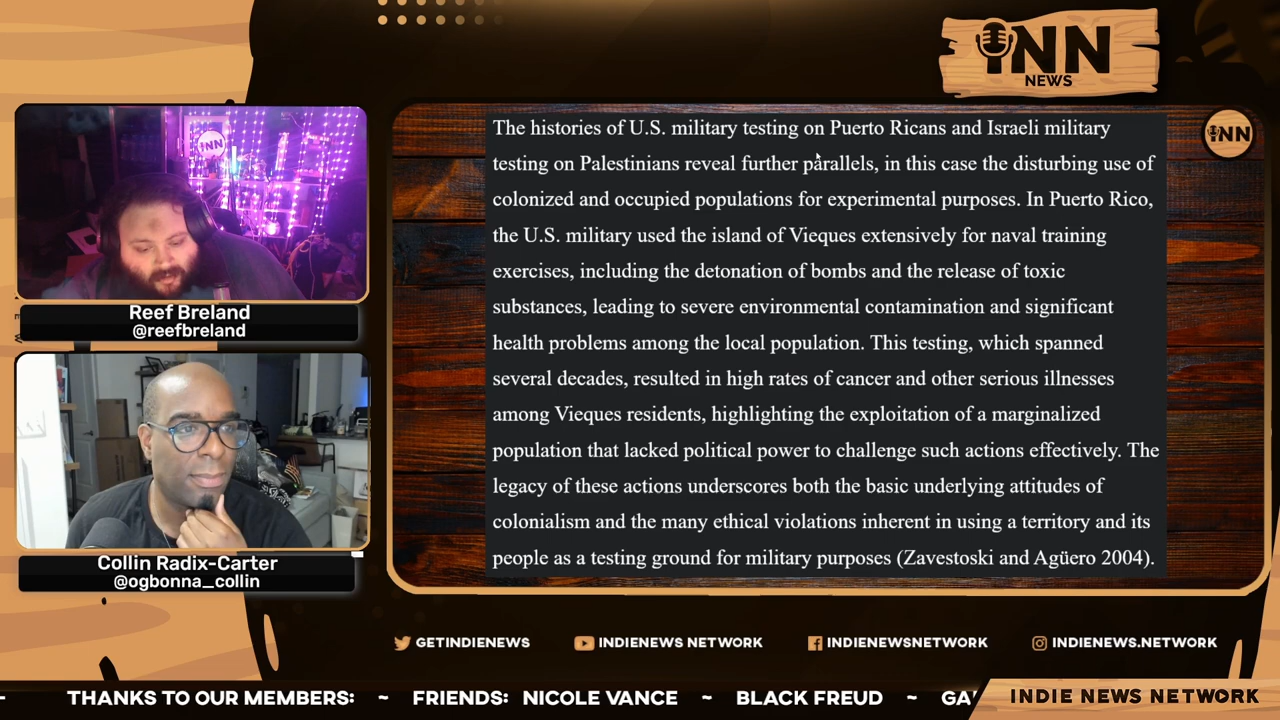 iNN
NEWS
iNN
The histories of U.S. military testing on Puerto Ricans and Israeli military
testing on Palestinians reveal further parallels, in this case the disturbing use of
colonized and occupied populations for experimental purposes. In Puerto Rico,
the U.S. military used the island of Vieques extensively for naval training
exercises, including the detonation of bombs and the release of toxic
substances, leading to severe environmental contamination and significant
health problems among the local population. This testing, which spanned
several decades, resulted in high rates of cancer and other serious illnesses
among Vieques residents, highlighting the exploitation of a marginalized
population that lacked political power to challenge such actions effectively. The
legacy of these actions underscores both the basic underlying attitudes of
colonialism and the many ethical violations inherent in using a territory and its
people as a testing ground for military purposes (Zavestoski and Agüero 2004).
iNN
Reef Breland
@reefbreland
Collin Radix-Carter
@ogbonna_collin
GETINDIENEWS
INDIENEWS NETWORK
INDIENEWSNETWORK
INDIENEWS.NETWORK
THANKS TO OUR MEMBERS: ~ FRIENDS: NICOLE VANCE ~ BLACK FREUD ~ GA
INDIE NEWS NETWORK